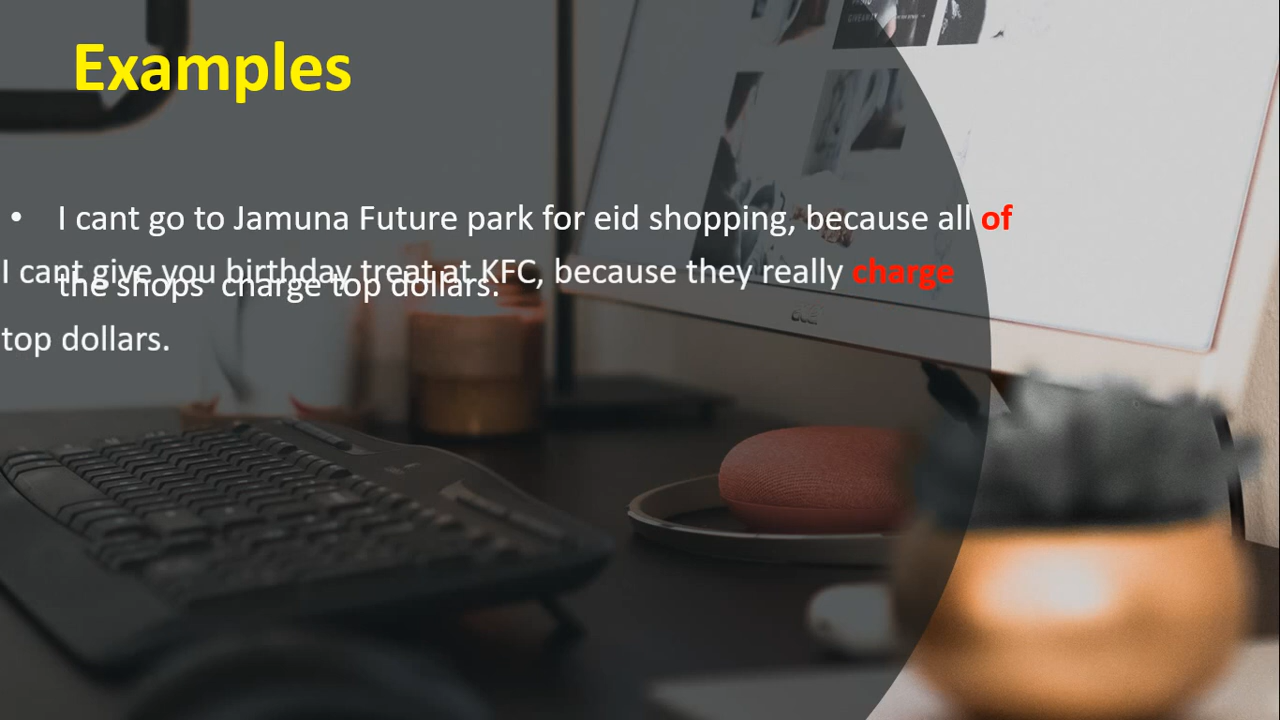 Examples
• I cant go to Jamuna Future park for eid shopping, because all of
the shops charge top dollars.
I cant give you birthday treat at KFC, because they really charge
top dollars.